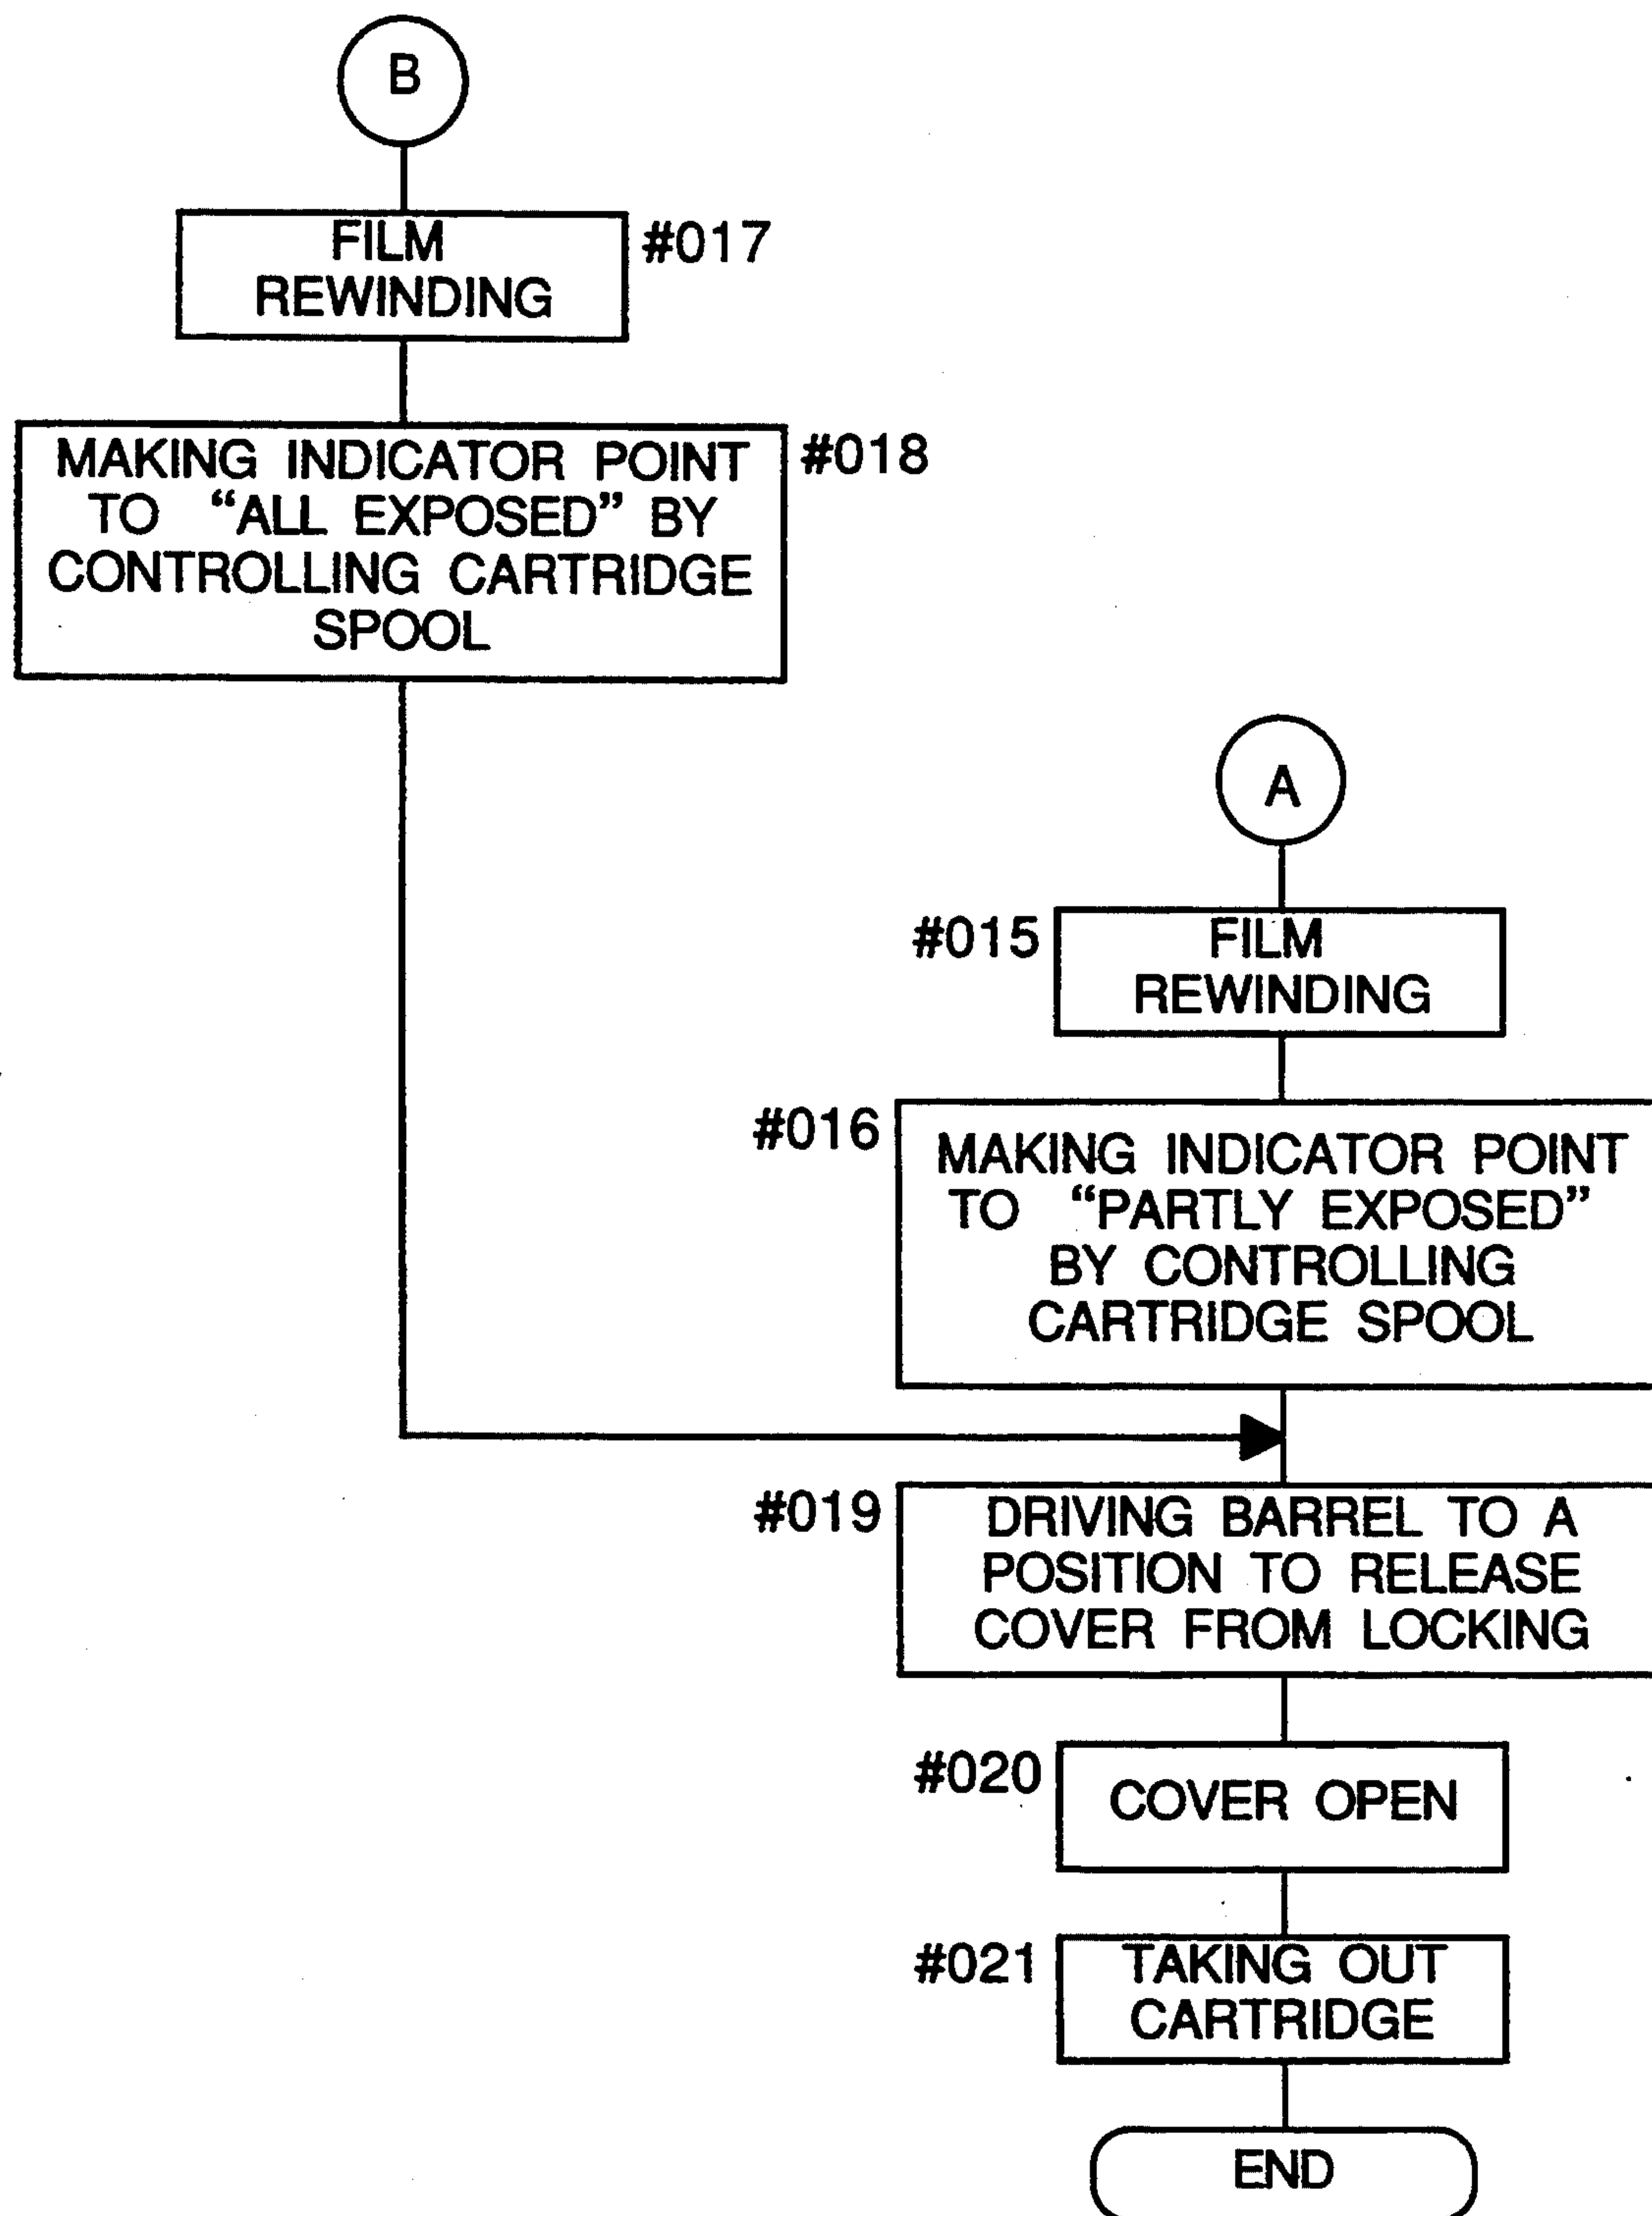 B
FILM
REWINDING
#017
MAKING INDICATOR POINT
TO "ALL EXPOSED" BY
CONTROLLING CARTRIDGE
SPOOL
#018
A
#015
FILM
REWINDING
#016
MAKING INDICATOR POINT
TO "PARTLY EXPOSED"
BY CONTROLLING
CARTRIDGE SPOOL
#019
DRIVING BARREL TO A
POSITION TO RELEASE
COVER FROM LOCKING
#020
COVER OPEN
#021
TAKING OUT
CARTRIDGE
END